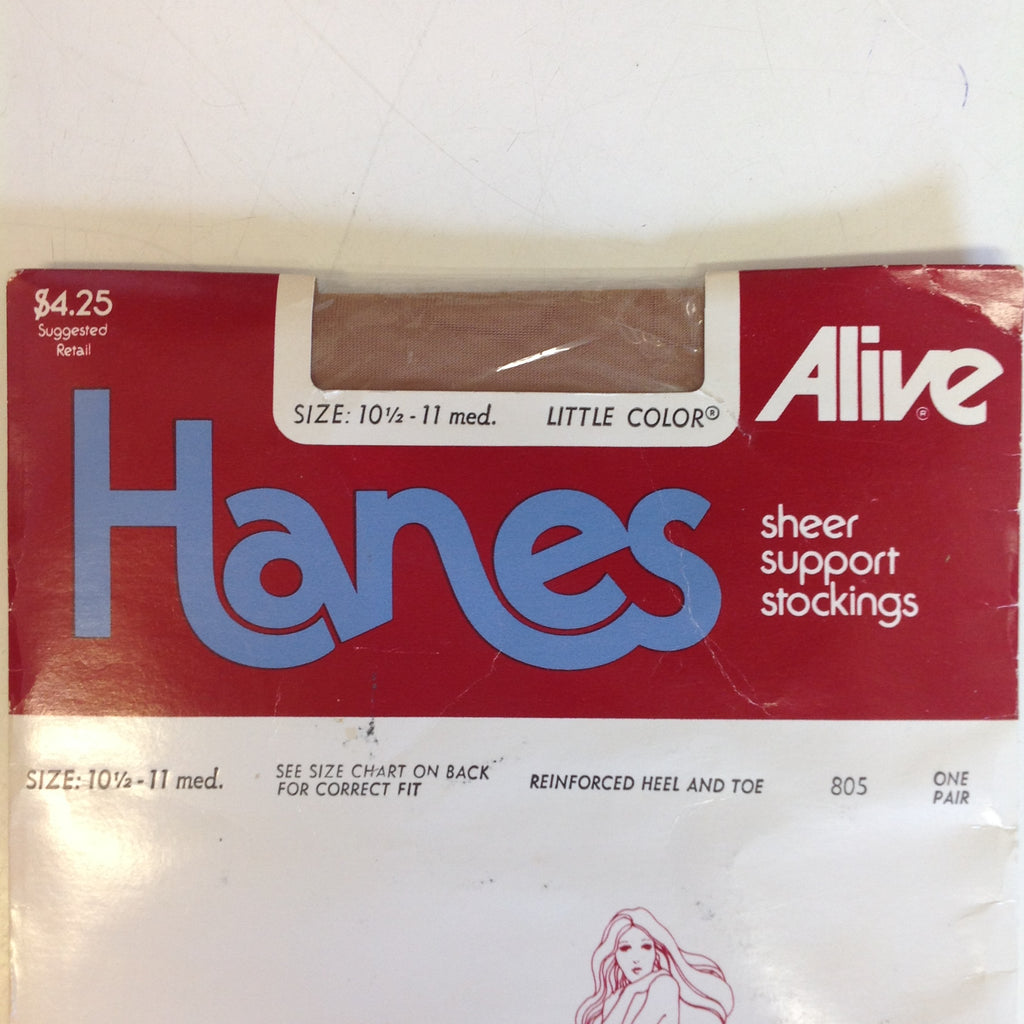 $4.25
Suggested
Retail
SIZE: 10½ - 11 med. LITTLE COLOR®
Alive®
Hanes
sheer
support
stockings
SIZE: 10½ - 11 med.
SEE SIZE CHART ON BACK
FOR CORRECT FIT
REINFORCED HEEL AND TOE
805
ONE
PAIR